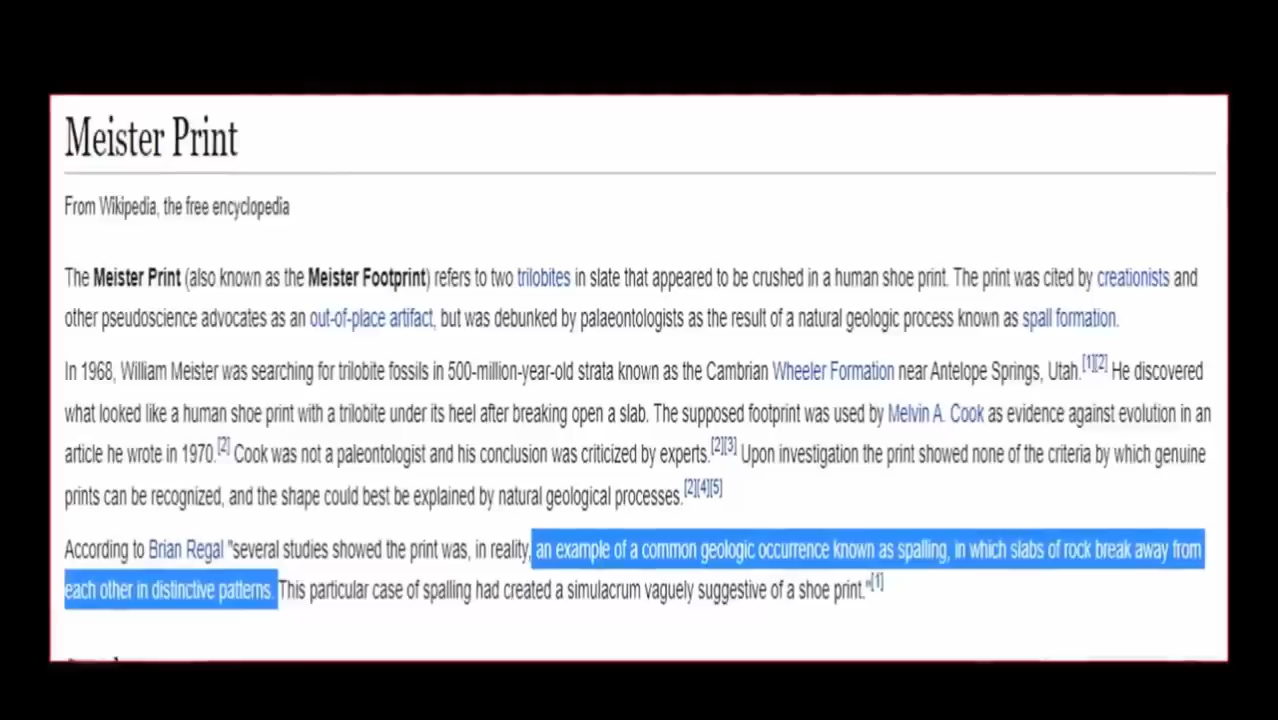 Meister Print
From Wikipedia, the free encyclopedia
The Meister Print (also known as the Meister Footprint) refers to two trilobites in slate that appeared to be crushed in a human shoe print. The print was cited by creationists and
other pseudoscience advocates as an out-of-place artifact, but was debunked by palaeontologists as the result of a natural geologic process known as spall formation.
In 1968, William Meister was searching for trilobite fossils in 500-million-year-old strata known as the Cambrian Wheeler Formation near Antelope Springs, Utah.[1][2] He discovered
what looked like a human shoe print with a trilobite under its heel after breaking open a slab. The supposed footprint was used by Melvin A. Cook as evidence against evolution in an
article he wrote in 1970.[2] Cook was not a paleontologist and his conclusion was criticized by experts.[2][3] Upon investigation the print showed none of the criteria by which genuine
prints can be recognized, and the shape could best be explained by natural geological processes.[2][4][5]
According to Brian Regal "several studies showed the print was, in reality, an example of a common geologic occurrence known as spalling, in which slabs of rock break away from
each other in distinctive patterns. This particular case of spalling had created a simulacrum vaguely suggestive of a shoe print."[1]